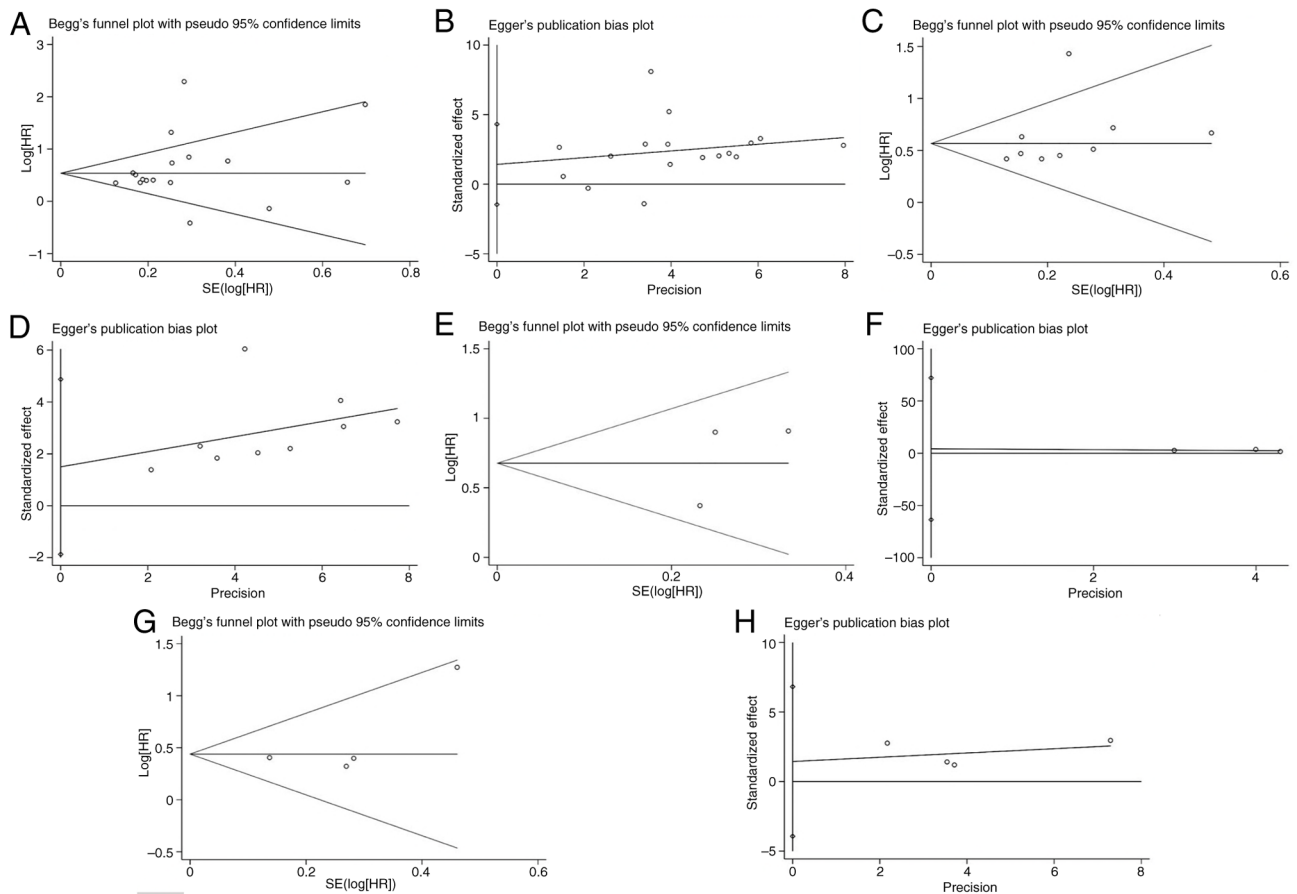 A
Begg's funnel plot with pseudo 95% confidence limits
3
2
1
0
−1
Log[HR]
0
0.2
0.4
0.6
0.8
SE(log[HR])
B
Egger's publication bias plot
10
5
0
−5
Standardized effect
0
2
4
6
8
Precision
C
Begg's funnel plot with pseudo 95% confidence limits
1.5
1
0.5
0.0
−0.5
Log[HR]
0
0.2
0.4
0.6
SE(log[HR])
D
Egger's publication bias plot
6
4
2
0
−2
Standardized effect
0
2
4
6
8
Precision
E
Begg's funnel plot with pseudo 95% confidence limits
1.5
1
0.5
0
Log[HR]
0
0.2
0.4
SE(log[HR])
F
Egger's publication bias plot
100
50
0
−50
−100
Standardized effect
0
2
4
Precision
G
Begg's funnel plot with pseudo 95% confidence limits
1.5
1
0.5
0
−0.5
Log[HR]
0
0.2
0.4
0.6
SE(log[HR])
H
Egger's publication bias plot
10
5
0
−5
Standardized effect
0
2
4
6
8
Precision